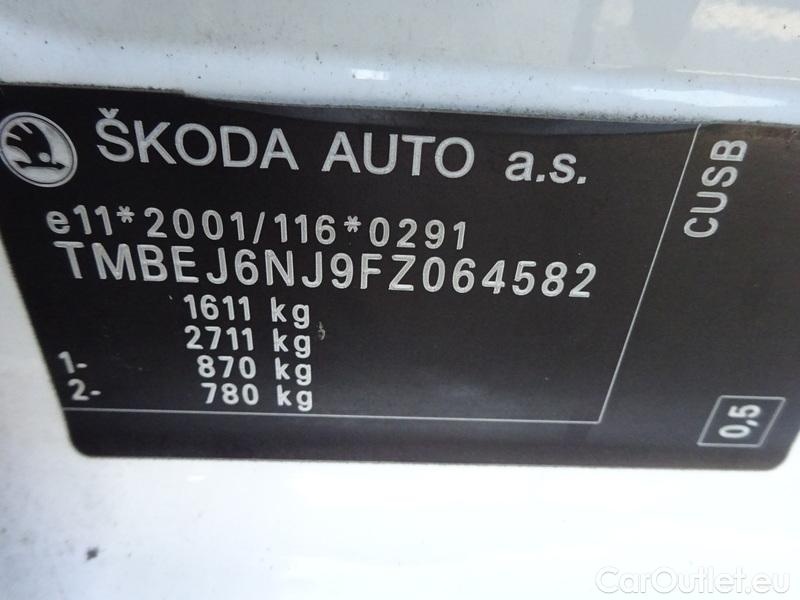 ŠKODA AUTO a.s.
e11*2001/116*0291
TMBEJ6NJ9FZ064582
1611 kg
2711 kg
1- 870 kg
2- 780 kg
CUSB
0,5
CarOutlet.eu